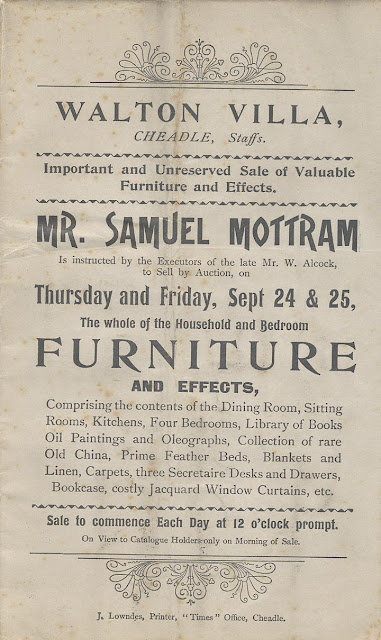 WALTON VILLA,
CHEADLE, Staffs.
Important and Unreserved Sale of Valuable
Furniture and Effects.
MR. SAMUEL MOTTRAM
Is instructed by the Executors of the late Mr. W. Alcock,
to Sell by Auction, on
Thursday and Friday, Sept 24 & 25,
The whole of the Household and Bedroom
FURNITURE
AND EFFECTS,
Comprising the contents of the Dining Room, Sitting
Rooms, Kitchens, Four Bedrooms, Library of Books
Oil Paintings and Oleographs, Collection of rare
Old China, Prime Feather Beds, Blankets and
Linen, Carpets, three Secretaire Desks and Drawers,
Bookcase, costly Jacquard Window Curtains, etc.
Sale to commence Each Day at 12 o'clock prompt.
On View to Catalogue Holders only on Morning of Sale.
J. Lowndes, Printer, "Times" Office, Cheadle.